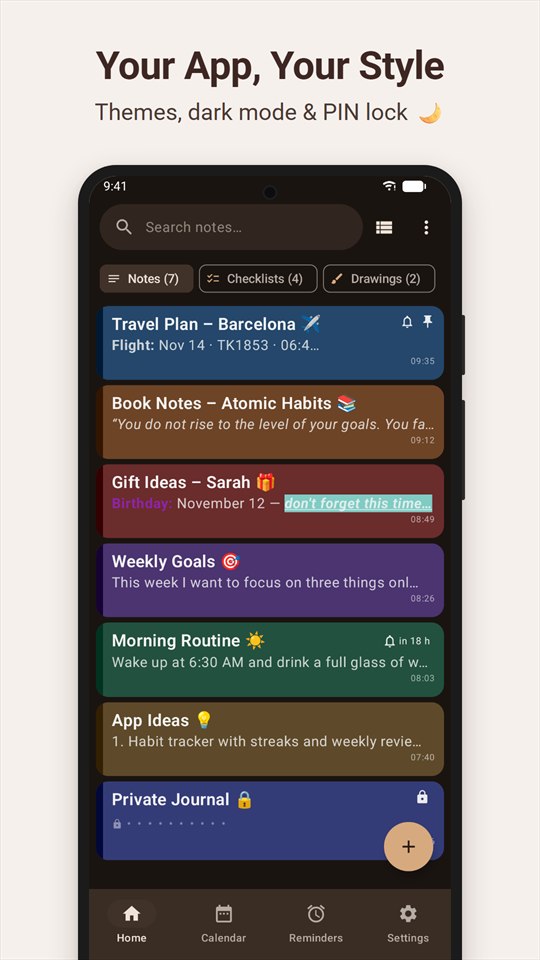 Your App, Your Style
Themes, dark mode & PIN lock 🌙
9:41
Search notes…
Notes (7)
Checklists (4)
Drawings (2)
Travel Plan – Barcelona ✈️
Flight: Nov 14 · TK1853 · 06:4…
09:35
Book Notes – Atomic Habits 📚
“You do not rise to the level of your goals. You fa…
09:12
Gift Ideas – Sarah 🎁
Birthday: November 12 — don't forget this time…
08:49
Weekly Goals 🎯
This week I want to focus on three things onl…
08:26
Morning Routine ☀️
in 18 h
Wake up at 6:30 AM and drink a full glass of w…
08:03
App Ideas 💡
1. Habit tracker with streaks and weekly revie…
07:40
Private Journal 🔒
Home
Calendar
Reminders
Settings